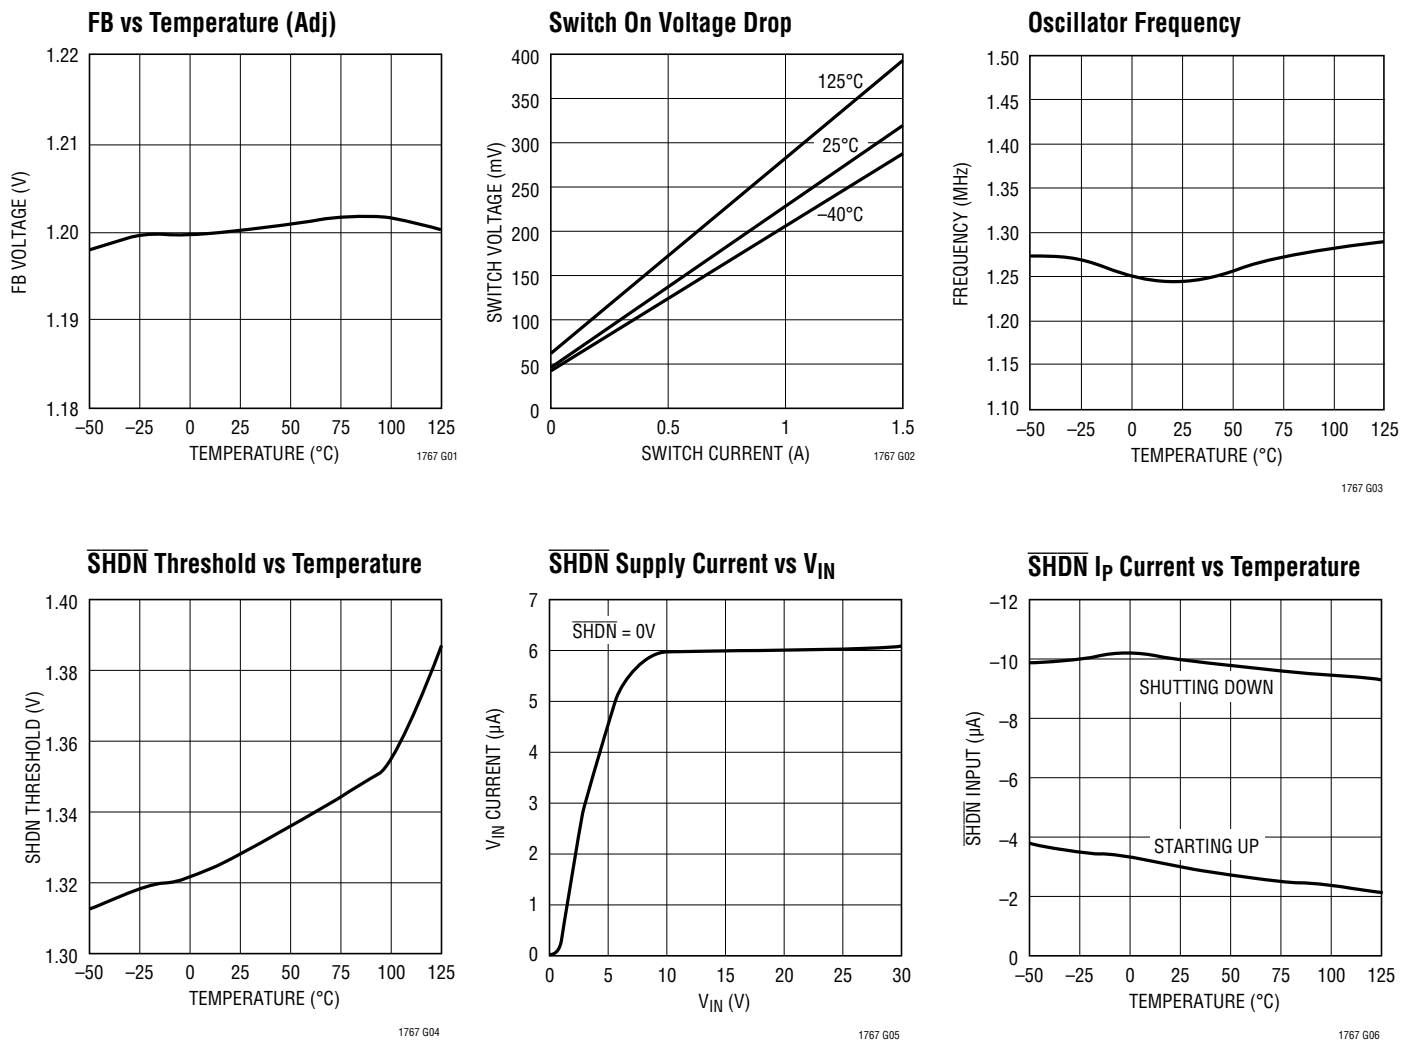 FB vs Temperature (Adj)
1.22
1.21
1.20
1.19
1.18
FB VOLTAGE (V)
–50 –25 0 25 50 75 100 125
TEMPERATURE (°C)
1767 G01
Switch On Voltage Drop
400
350
300
250
200
150
100
50
0
SWITCH VOLTAGE (mV)
125°C
25°C
–40°C
0 0.5 1 1.5
SWITCH CURRENT (A)
1767 G02
Oscillator Frequency
1.50
1.45
1.40
1.35
1.30
1.25
1.20
1.15
1.10
FREQUENCY (MHz)
–50 –25 0 25 50 75 100 125
TEMPERATURE (°C)
1767 G03
SHDN Threshold vs Temperature
1.40
1.38
1.36
1.34
1.32
1.30
SHDN THRESHOLD (V)
–50 –25 0 25 50 75 100 125
TEMPERATURE (°C)
1767 G04
SHDN Supply Current vs VIN
7
6
5
4
3
2
1
0
VIN CURRENT (µA)
SHDN = 0V
0 5 10 15 20 25 30
VIN (V)
1767 G05
SHDN IP Current vs Temperature
–12
–10
–8
–6
–4
–2
0
SHDN INPUT (µA)
SHUTTING DOWN
STARTING UP
–50 –25 0 25 50 75 100 125
TEMPERATURE (°C)
1767 G06